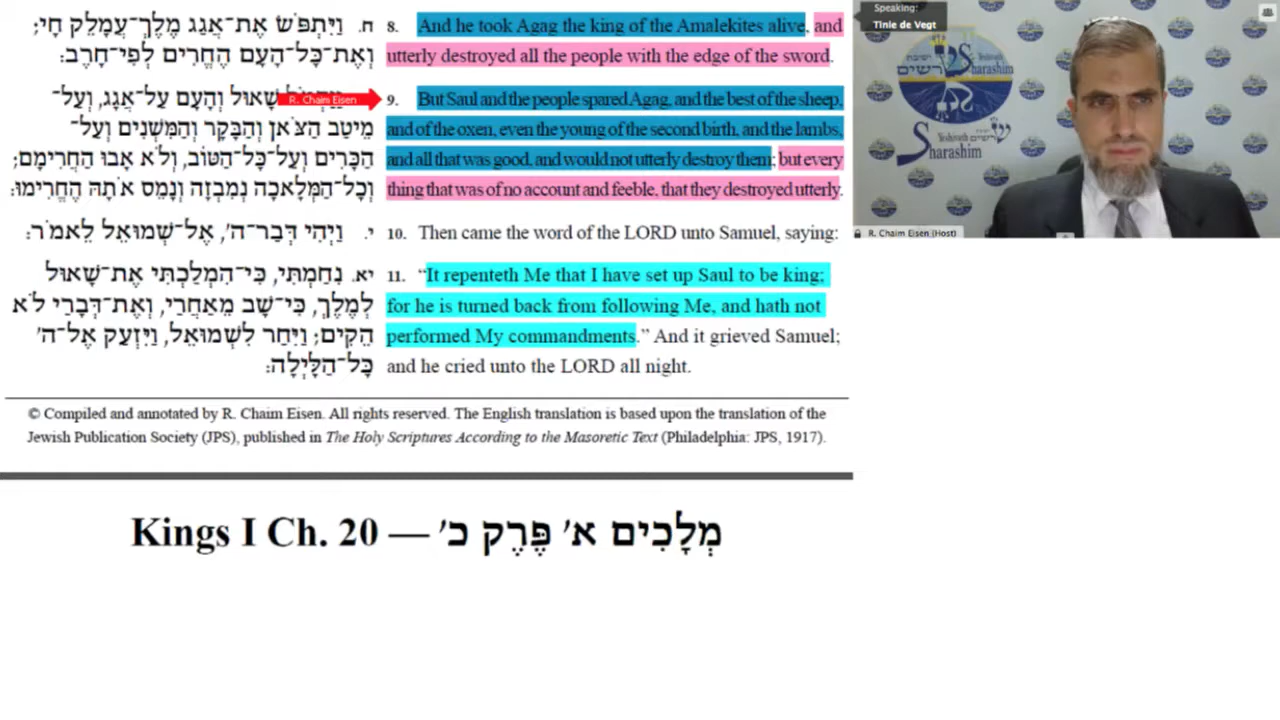 ח. וַיִּתְפֹּשׂ אֶת־אֲגַג מֶלֶךְ־עֲמָלֵק חָי;
וְאֶת־כָּל־הָעָם הֶחֱרִים לְפִי־חָרֶב:
8. And he took Agag the king of the Amalekites alive, and
utterly destroyed all the people with the edge of the sword.
שָׁאוּל וְהָעָם עַל־אֲגָג, וְעַל־
מֵיטַב הַצֹּאן וְהַבָּקָר וְהַמִּשְׁנִים וְעַל־
הַכָּרִים וְעַל־כָּל־הַטּוֹב, וְלֹא אָבוּ הַחֲרִימָם;
וְכָל־הַמְּלָאכָה נְמִבְזָה וְנָמֵס אֹתָהּ הֶחֱרִימוּ:
R. Chaim Eisen
9. But Saul and the people spared Agag, and the best of the sheep,
and of the oxen, even the young of the second birth, and the lambs,
and all that was good, and would not utterly destroy them; but every
thing that was of no account and feeble, that they destroyed utterly.
י. וַיְהִי דְּבַר־ה', אֶל־שְׁמוּאֵל לֵאמֹר:
10. Then came the word of the LORD unto Samuel, saying:
יא. נִחַמְתִּי, כִּי־הִמְלַכְתִּי אֶת־שָׁאוּל
לְמֶלֶךְ, כִּי־שָׁב מֵאַחֲרַי, וְאֶת־דְּבָרַי לֹא
הֵקִים; וַיִּחַר לִשְׁמוּאֵל, וַיִּזְעַק אֶל־ה'
כָּל־הַלָּיְלָה:
11. “It repenteth Me that I have set up Saul to be king;
for he is turned back from following Me, and hath not
performed My commandments.” And it grieved Samuel;
and he cried unto the LORD all night.
© Compiled and annotated by R. Chaim Eisen. All rights reserved. The English translation is based upon the translation of the
Jewish Publication Society (JPS), published in The Holy Scriptures According to the Masoretic Text (Philadelphia: JPS, 1917).
Kings I Ch. 20 — מְלָכִים א' פֶּרֶק כ'
Speaking:
Tinie de Vegt
ישיבת
שרשים
Sharashim
Yeshivath שרשים
Sharashim
R. Chaim Eisen (Host)